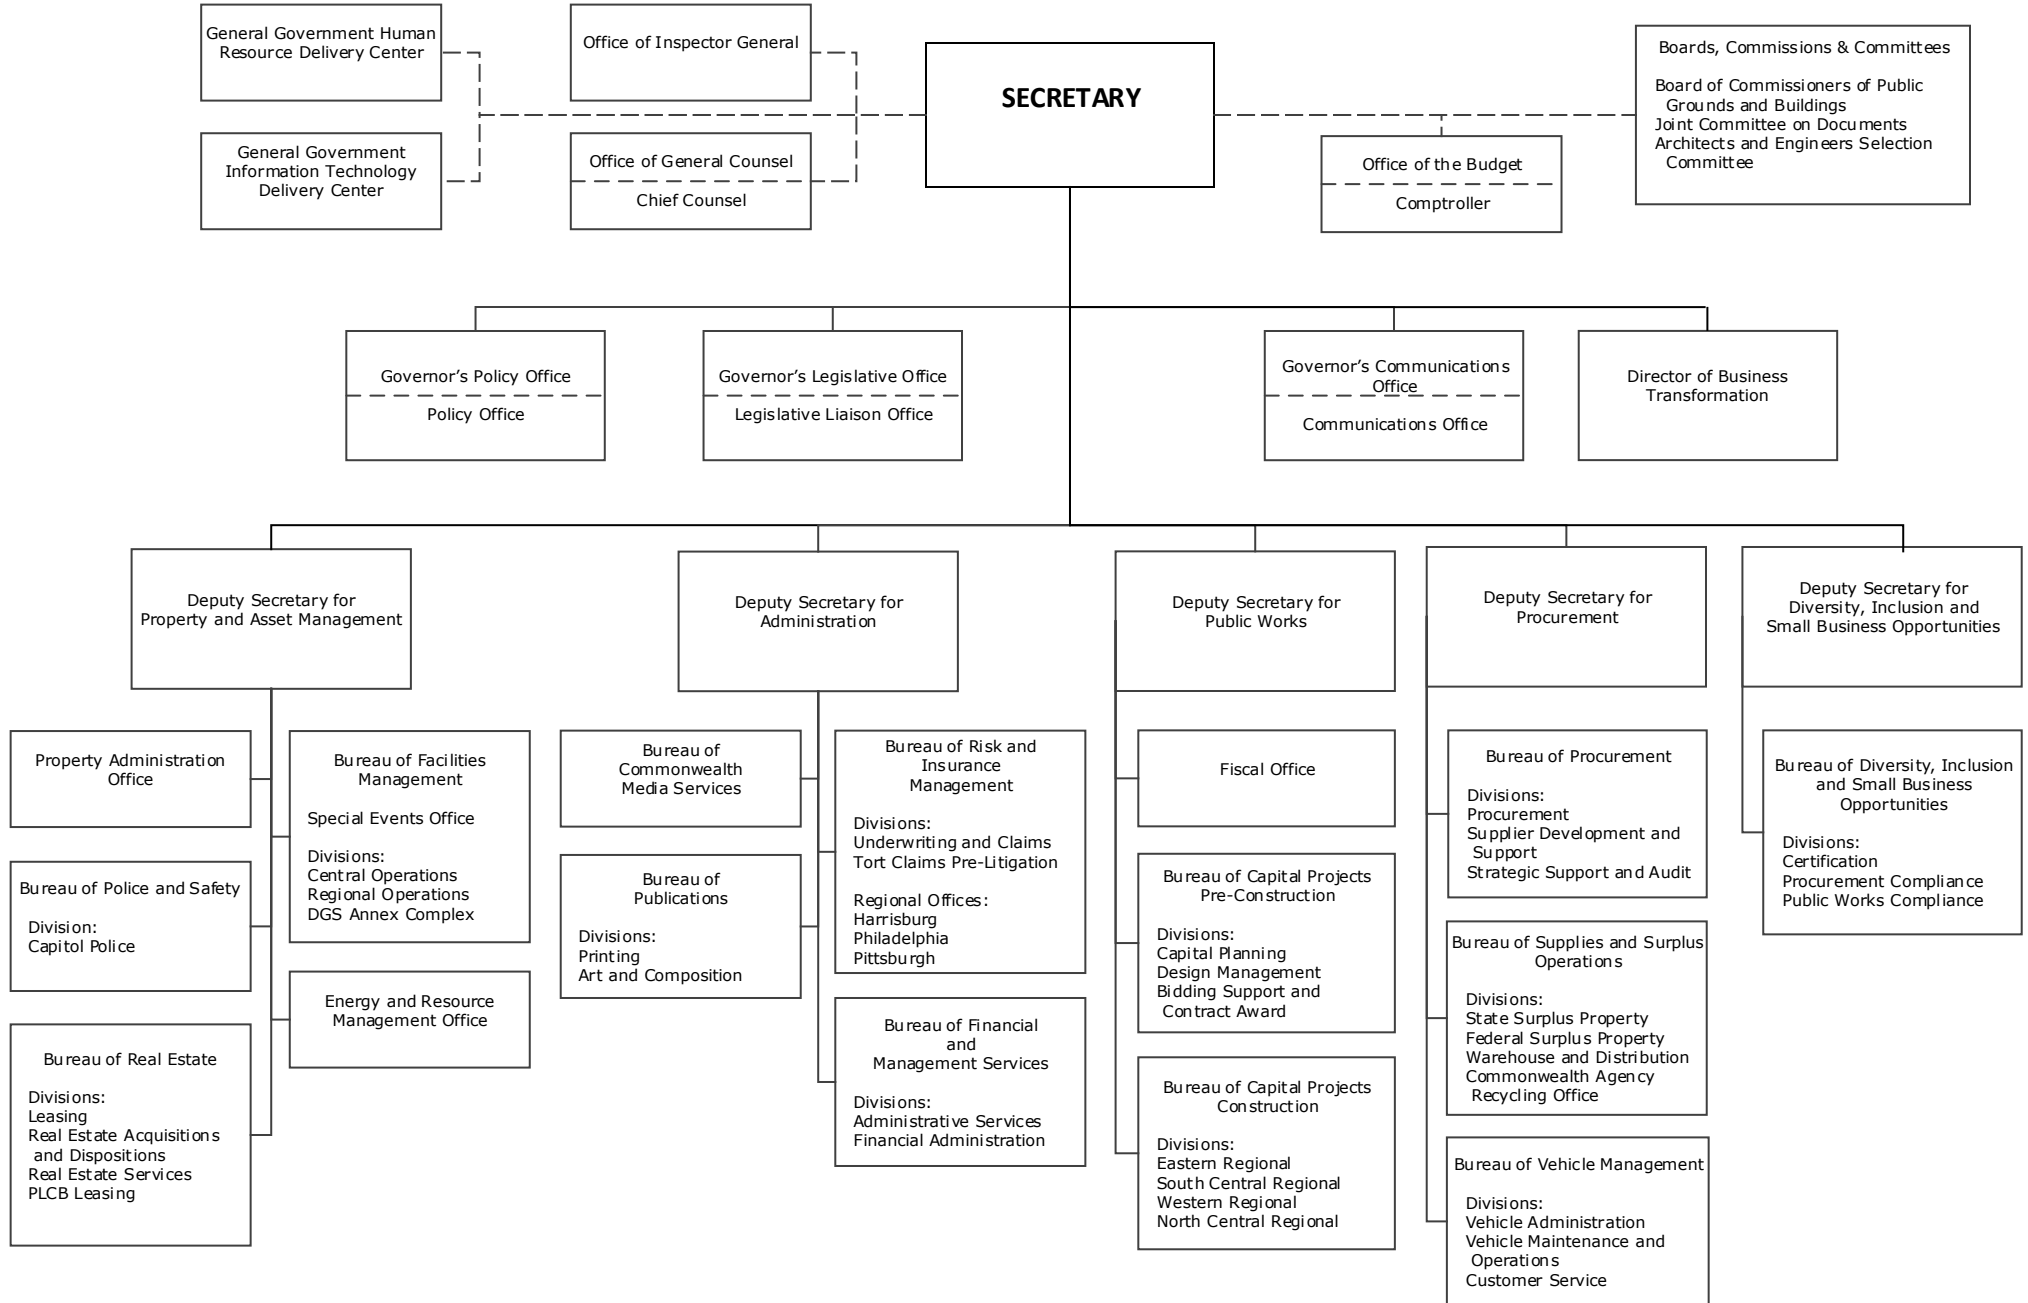 General Government Human
Resource Delivery Center
Office of Inspector General
SECRETARY
Boards, Commissions & Committees
Board of Commissioners of Public
Grounds and Buildings
Joint Committee on Documents
Architects and Engineers Selection
Committee
General Government
Information Technology
Delivery Center
Office of General Counsel
Chief Counsel
Office of the Budget
Comptroller
Governor's Policy Office
Policy Office
Governor's Legislative Office
Legislative Liaison Office
Governor's Communications
Office
Communications Office
Director of Business
Transformation
Deputy Secretary for
Property and Asset Management
Deputy Secretary for
Administration
Deputy Secretary for
Public Works
Deputy Secretary for
Procurement
Deputy Secretary for
Diversity, Inclusion and
Small Business Opportunities
Property Administration
Office
Bureau of Police and Safety
Division:
Capitol Police
Bureau of Real Estate
Divisions:
Leasing
Real Estate Acquisitions
and Dispositions
Real Estate Services
PLCB Leasing
Bureau of Facilities
Management
Special Events Office
Divisions:
Central Operations
Regional Operations
DGS Annex Complex
Energy and Resource
Management Office
Bureau of
Commonwealth
Media Services
Bureau of
Publications
Divisions:
Printing
Art and Composition
Bureau of Risk and
Insurance
Management
Divisions:
Underwriting and Claims
Tort Claims Pre-Litigation
Regional Offices:
Harrisburg
Philadelphia
Pittsburgh
Bureau of Financial
and
Management Services
Divisions:
Administrative Services
Financial Administration
Fiscal Office
Bureau of Capital Projects
Pre-Construction
Divisions:
Capital Planning
Design Management
Bidding Support and
Contract Award
Bureau of Capital Projects
Construction
Divisions:
Eastern Regional
South Central Regional
Western Regional
North Central Regional
Bureau of Procurement
Divisions:
Procurement
Supplier Development and
Support
Strategic Support and Audit
Bureau of Supplies and Surplus
Operations
Divisions:
State Surplus Property
Federal Surplus Property
Warehouse and Distribution
Commonwealth Agency
Recycling Office
Bureau of Vehicle Management
Divisions:
Vehicle Administration
Vehicle Maintenance and
Operations
Customer Service
Bureau of Diversity, Inclusion
and Small Business
Opportunities
Divisions:
Certification
Procurement Compliance
Public Works Compliance